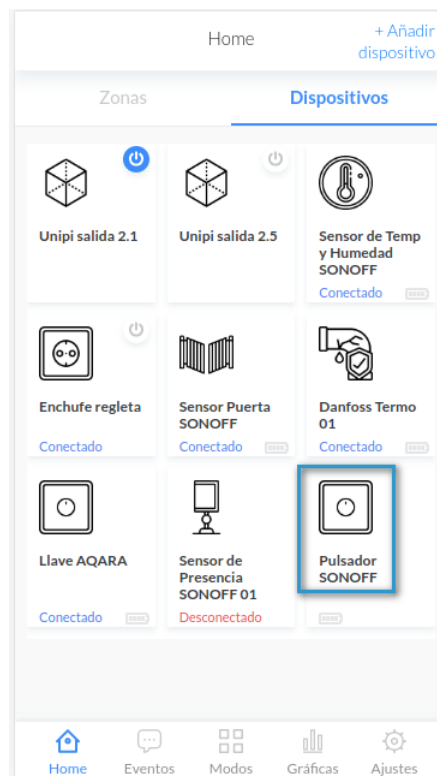 Home
+ Añadir
dispositivo
Zonas
Dispositivos
Unipi salida 2.1
Unipi salida 2.5
Sensor de Temp
y Humedad
SONOFF
Conectado
Enchufe regleta
Conectado
Sensor Puerta
SONOFF
Conectado
Danfoss Termo
01
Conectado
Llave AQARA
Conectado
Sensor de
Presencia
SONOFF 01
Desconectado
Pulsador
SONOFF
Home
Eventos
Modos
Gráficas
Ajustes